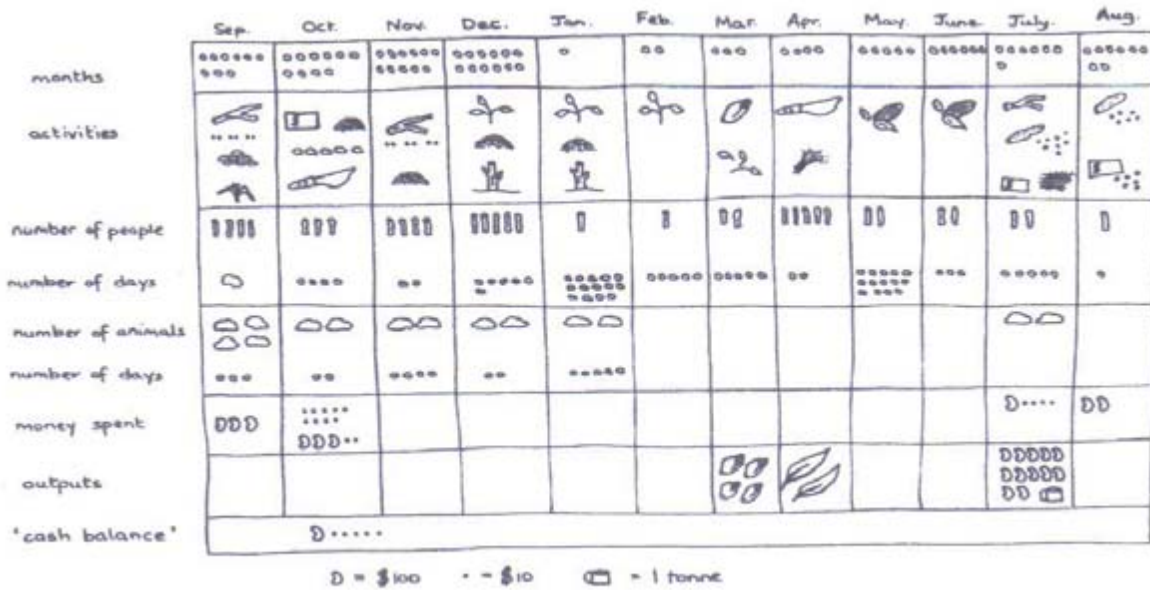 Sep. Oct. Nov. Dec. Jan. Feb. Mar. Apr. May. June. July. Aug.
months
activities
number of people
number of days
number of animals
number of days
money spent
outputs
'cash balance'
D = $100 · - $10 = 1 tonne